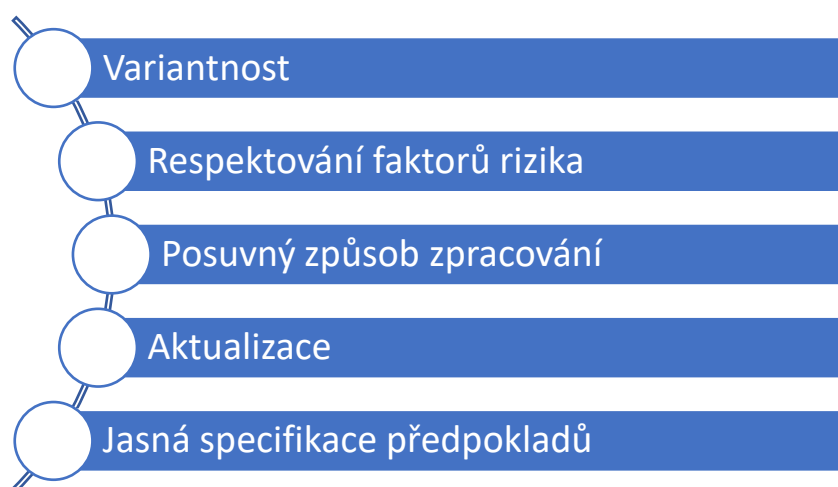 Variantnost
Respektování faktorů rizika
Posuvný způsob zpracování
Aktualizace
Jasná specifikace předpokladů